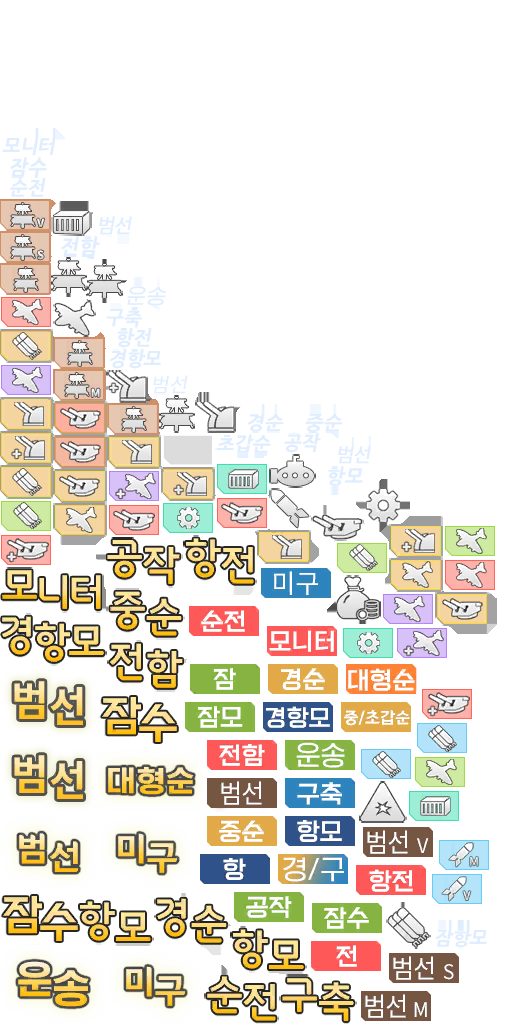 모니터
잠수
순전
V
범선
S
전함
운송
구축
항전
경항모
M
범선
경순
중순
초갑순
공작
범선
항모
공작
항전
미구
모니터
중순
순전
경항모
모니터
전함
잠
경순
대형순
범선
잠수
잠모
경항모
중/초갑순
전함
운송
범선
대형순
범선
구축
중순
항모
범선 V
범선
미구
M
항
경/구
항전
V
잠수
항모
경순
공작
잠수
잠항모
항모
전
범선 S
운송
미구
순전
구축
범선 M